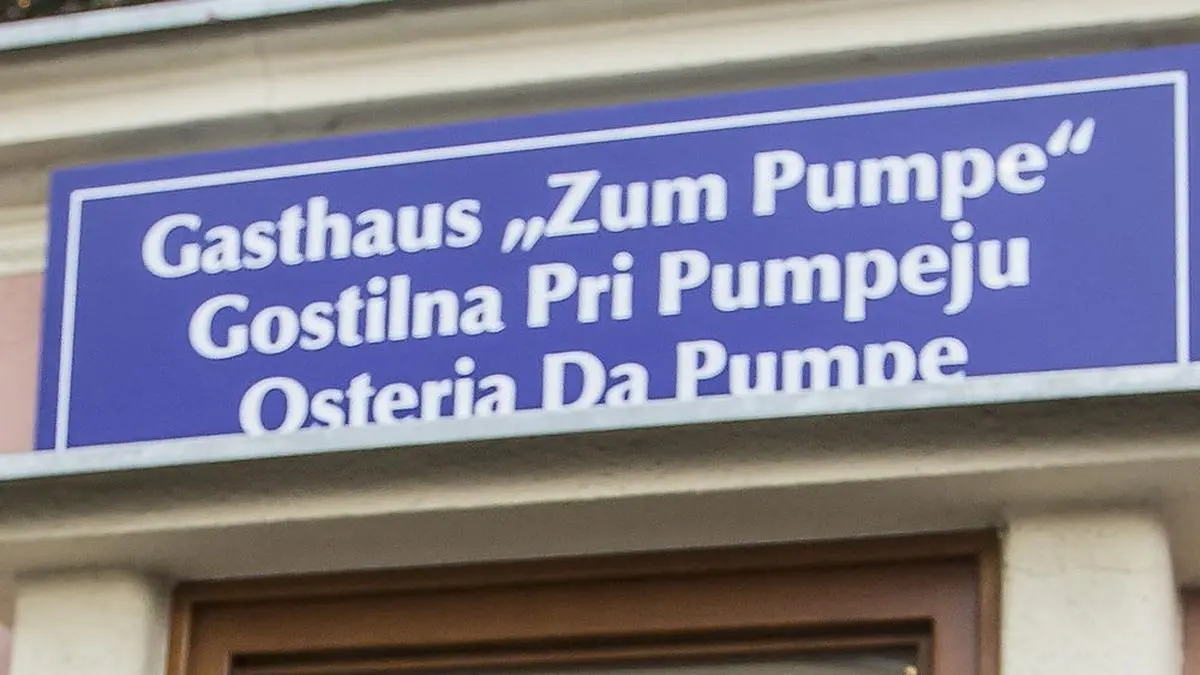 Gasthaus „Zum Pumpe“
Gostilna Pri Pumpeju
Osteria Da Pumpe